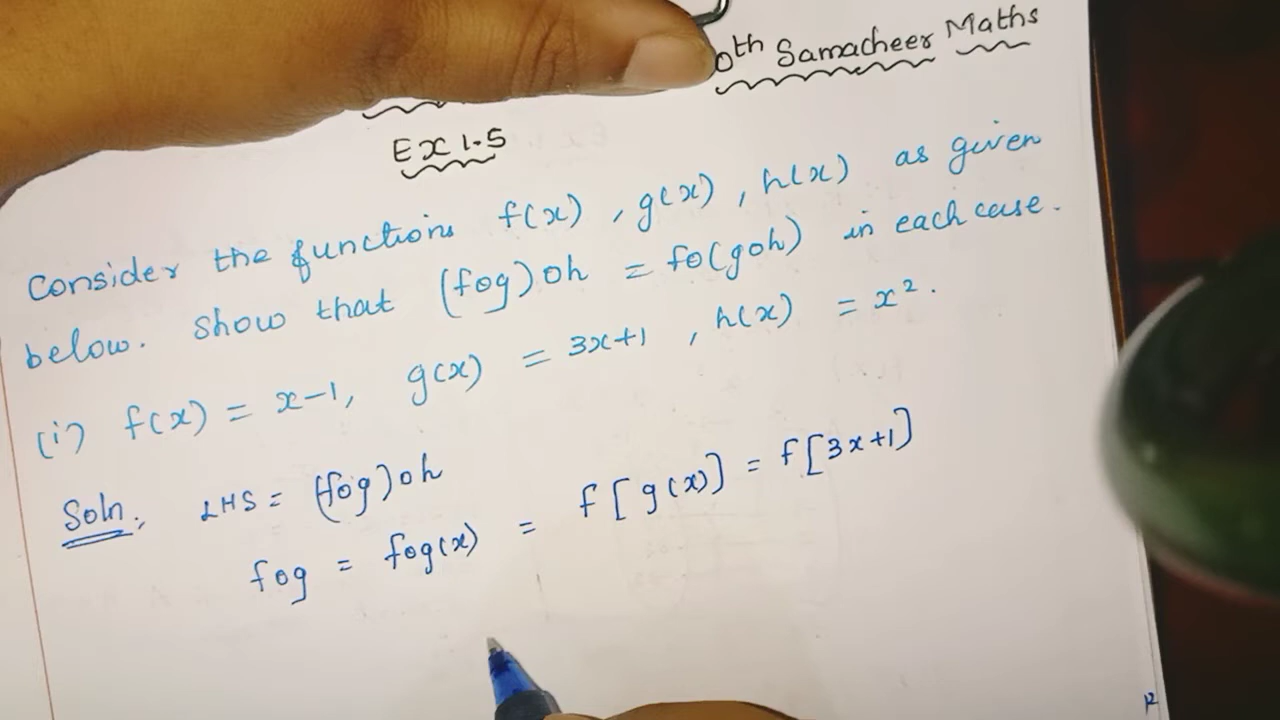 0th Samacheer Maths
Ex 1.5
Consider the functions f(x), g(x), h(x) as given
below. show that (fog)oh = fo(goh) in each case.
(i) f(x) = x-1, g(x) = 3x+1, h(x) = x².
Soln: LHS = (fog)oh
fog = fog(x) = f[g(x)] = f[3x+1]